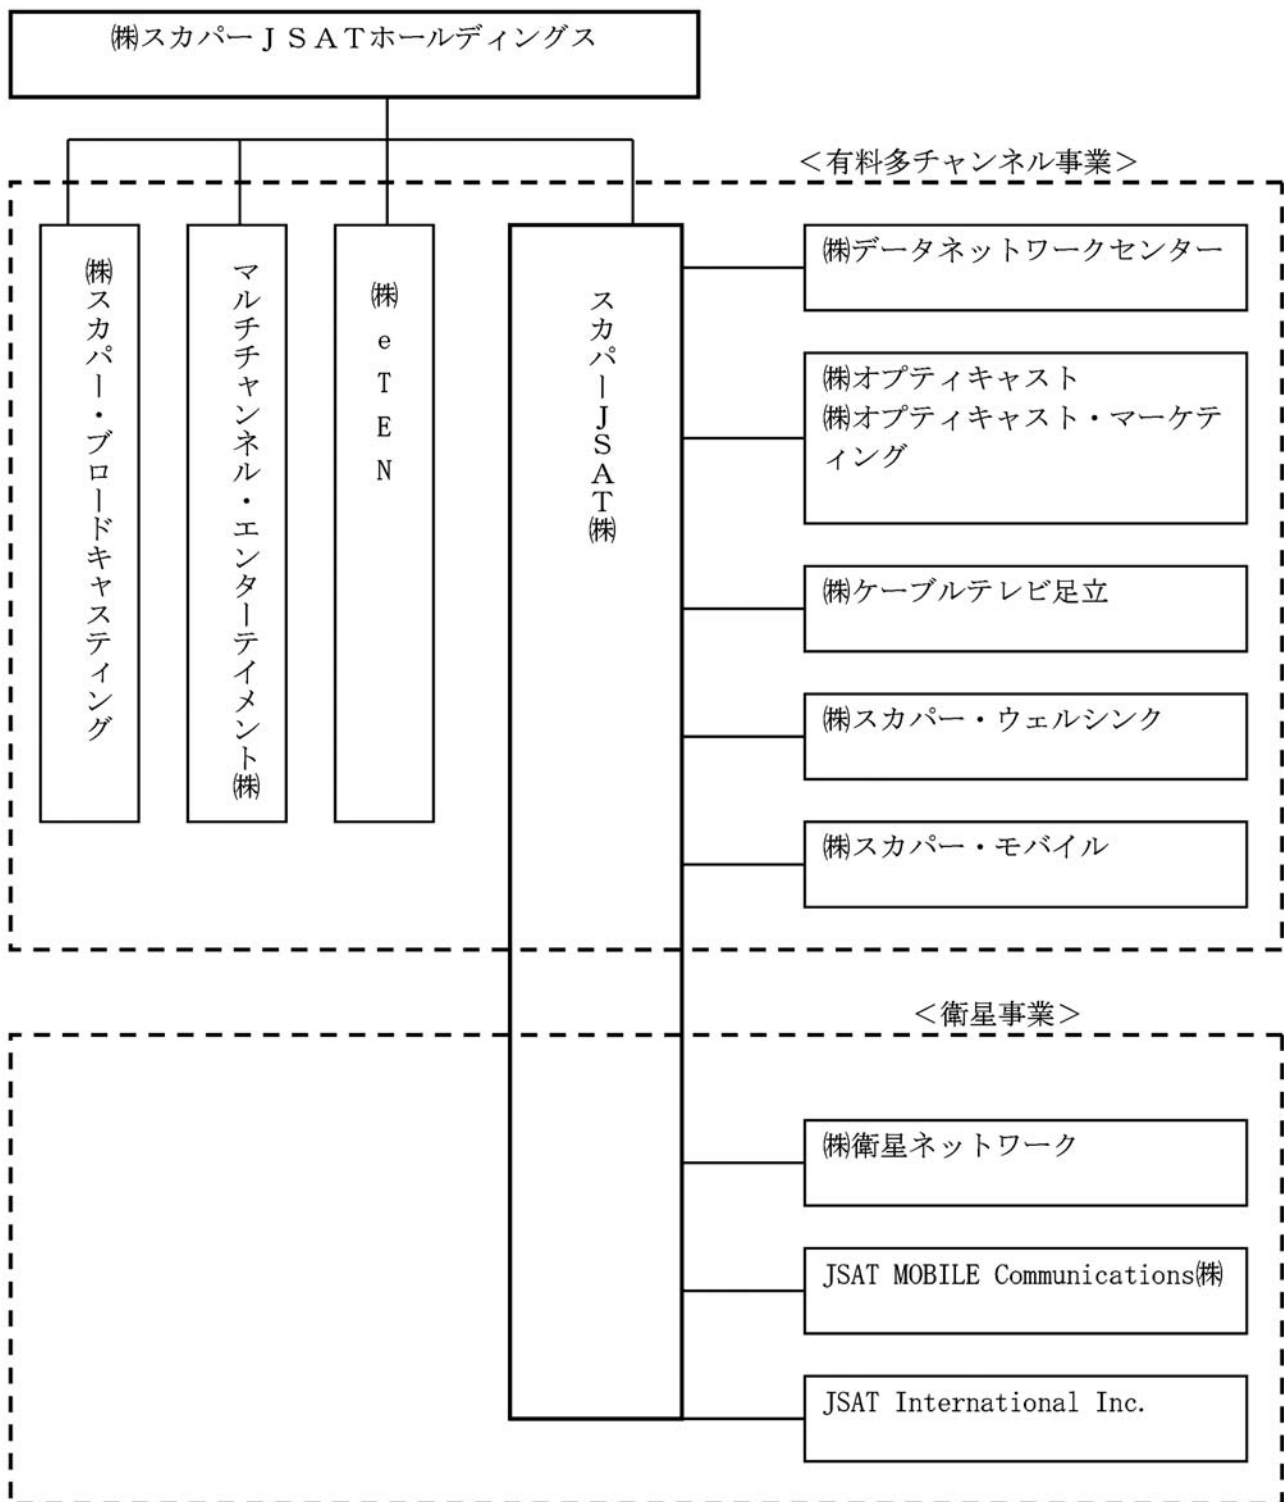 ㈱スカパーＪＳＡＴホールディングス
＜有料多チャンネル事業＞
㈱スカパー・ブロードキャスティング
マルチチャンネル・エンターテイメント㈱
㈱eTEN
スカパーJSAT㈱
㈱データネットワークセンター
㈱オプティキャスト
㈱オプティキャスト・マーケテ
ィング
㈱ケーブルテレビ足立
㈱スカパー・ウェルシンク
㈱スカパー・モバイル
＜衛星事業＞
㈱衛星ネットワーク
JSAT MOBILE Communications㈱
JSAT International Inc.